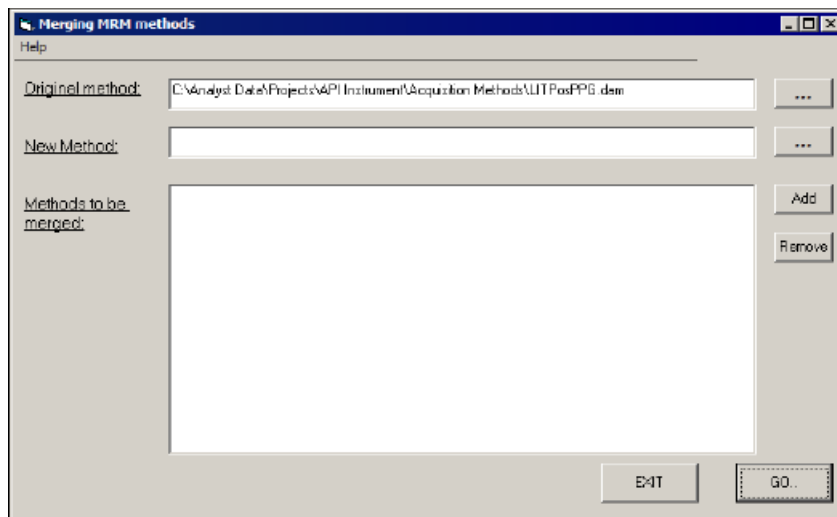 Merging MRM methods
Help
Original method:
C:\Analyst Data\Projects\API Instrument\Acquisition Methods\LITPosPPG.dam
...
New Method:
...
Methods to be
merged:
Add
Remove
EXIT
GO..